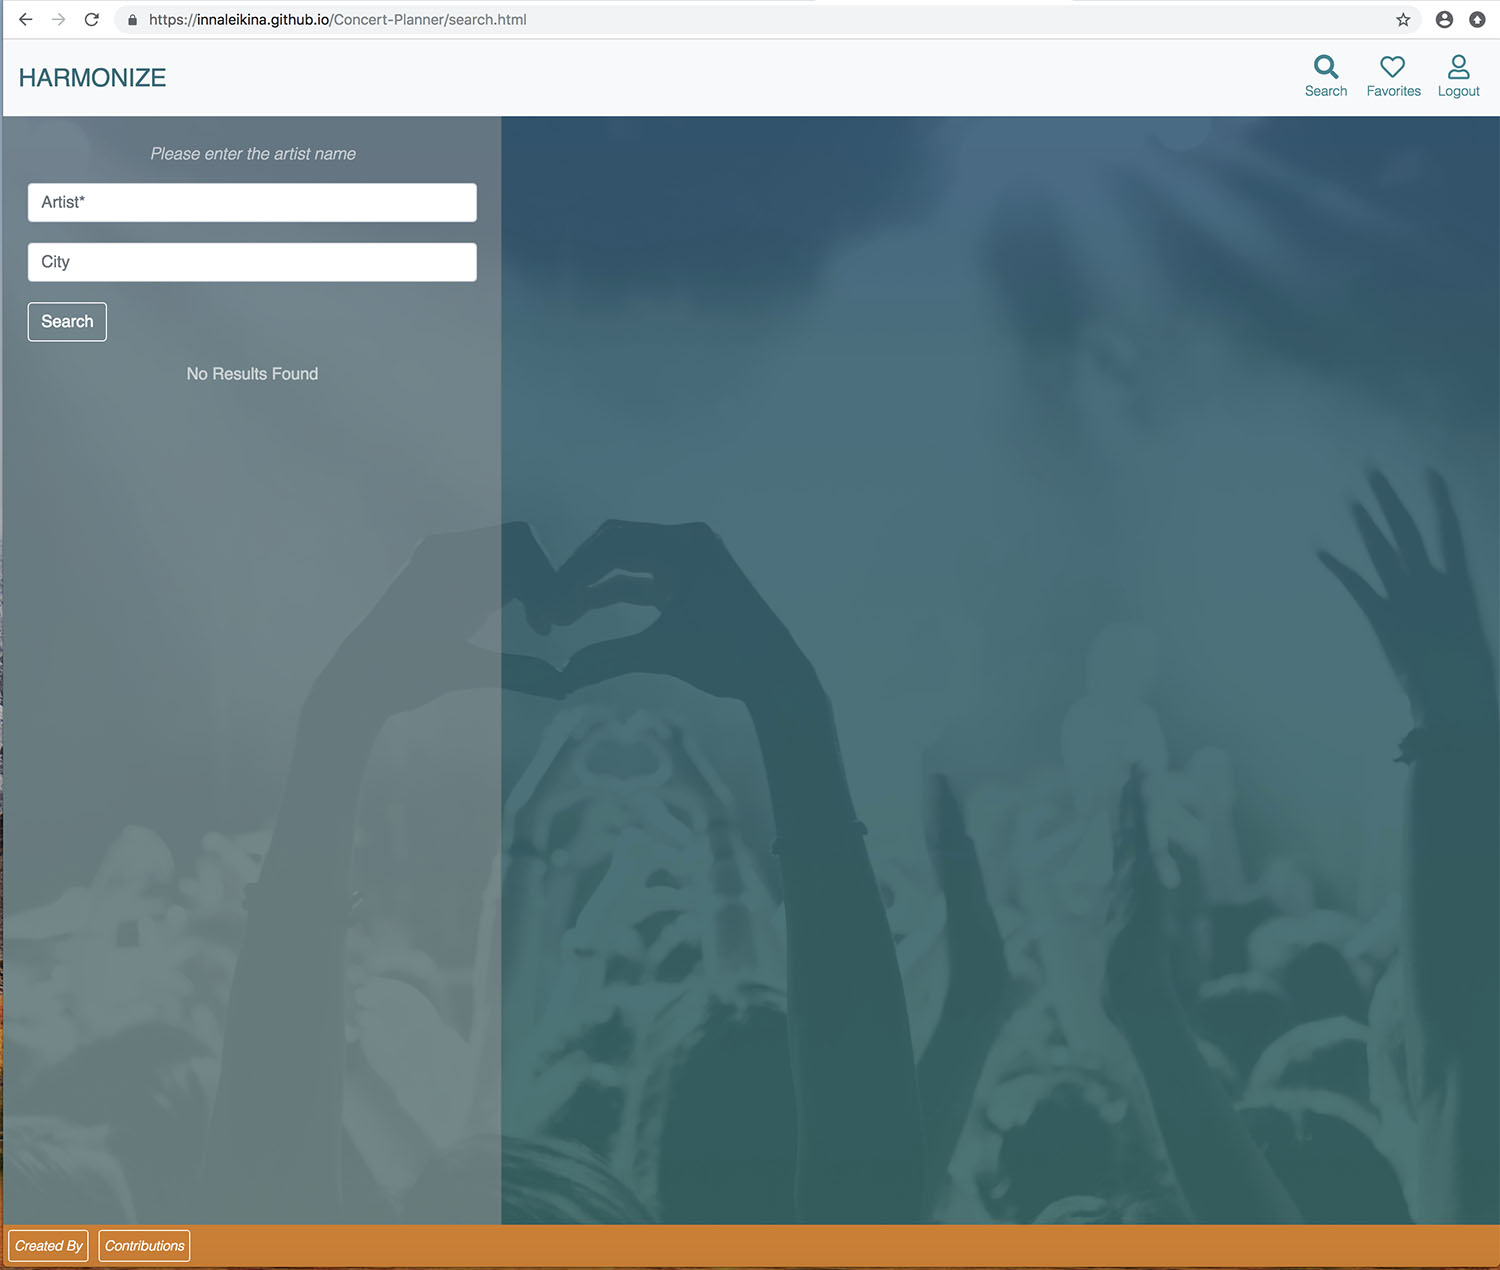 https://innaleikina.github.io/Concert-Planner/search.html
HARMONIZE
Search
Favorites
Logout
Please enter the artist name
Artist*
City
Search
No Results Found
Created By
Contributions